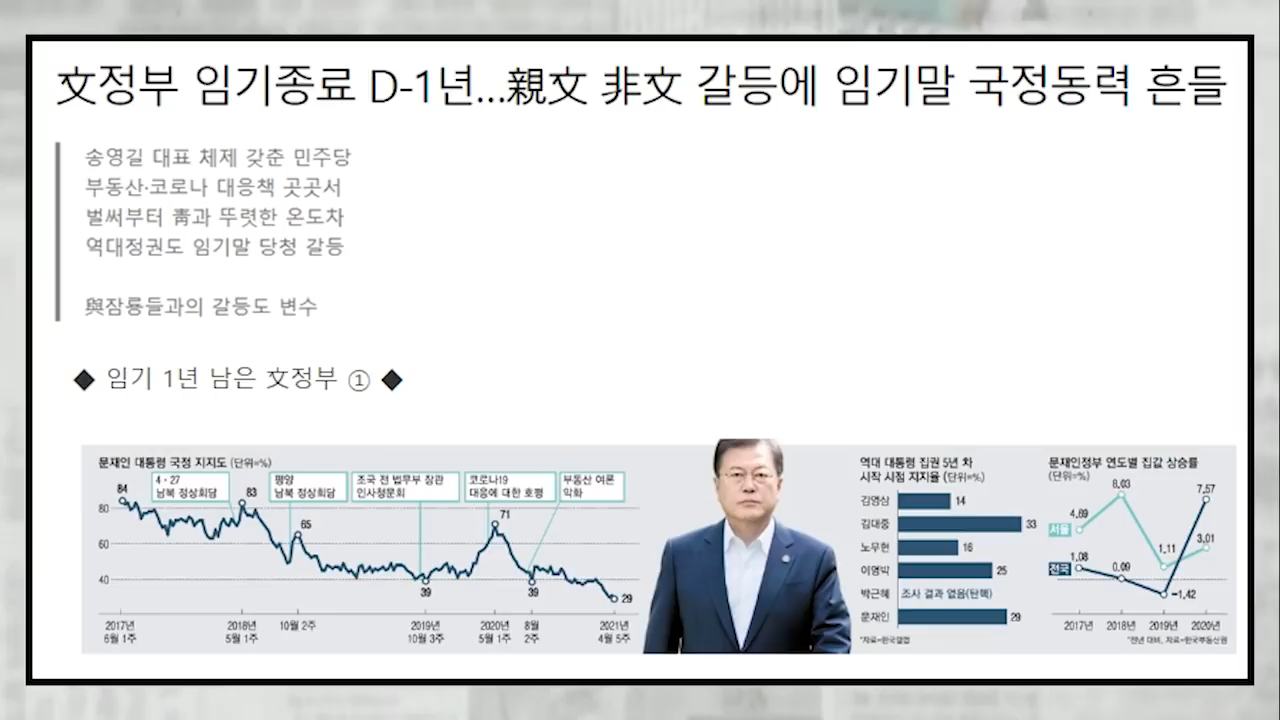 文정부 임기종료 D-1년...親文 非文 갈등에 임기말 국정동력 흔들
송영길 대표 체제 갖춘 민주당
부동산·코로나 대응책 곳곳서
벌써부터 靑과 뚜렷한 온도차
역대정권도 임기말 당청 갈등
與잠룡들과의 갈등도 변수
◆ 임기 1년 남은 文정부 ① ◆
문재인 대통령 국정 지지도 (단위=%)
4·27
남북 정상회담
평양
남북 정상회담
조국 전 법무부 장관
인사청문회
코로나19
대응에 대한 호평
부동산 여론
악화
84
83
65
39
71
39
29
80
60
40
2017년
6월 1주
2018년
5월 1주
10월 2주
2019년
10월 3주
2020년
5월 1주
8월
2주
2021년
4월 5주
역대 대통령 집권 5년 차
시작 시점 지지율 (단위=%)
김영삼 14
김대중 33
노무현 16
이명박 25
박근혜 조사 결과 없음(탄핵)
문재인 29
*자료=한국갤럽
문재인정부 연도별 집값 상승률
(단위=%)
서울
4.69
8.03
1.11
3.01
전국
1.08
0.09
-1.42
7.57
2017년 2018년 2019년 2020년
*전년 대비, 자료=한국부동산원